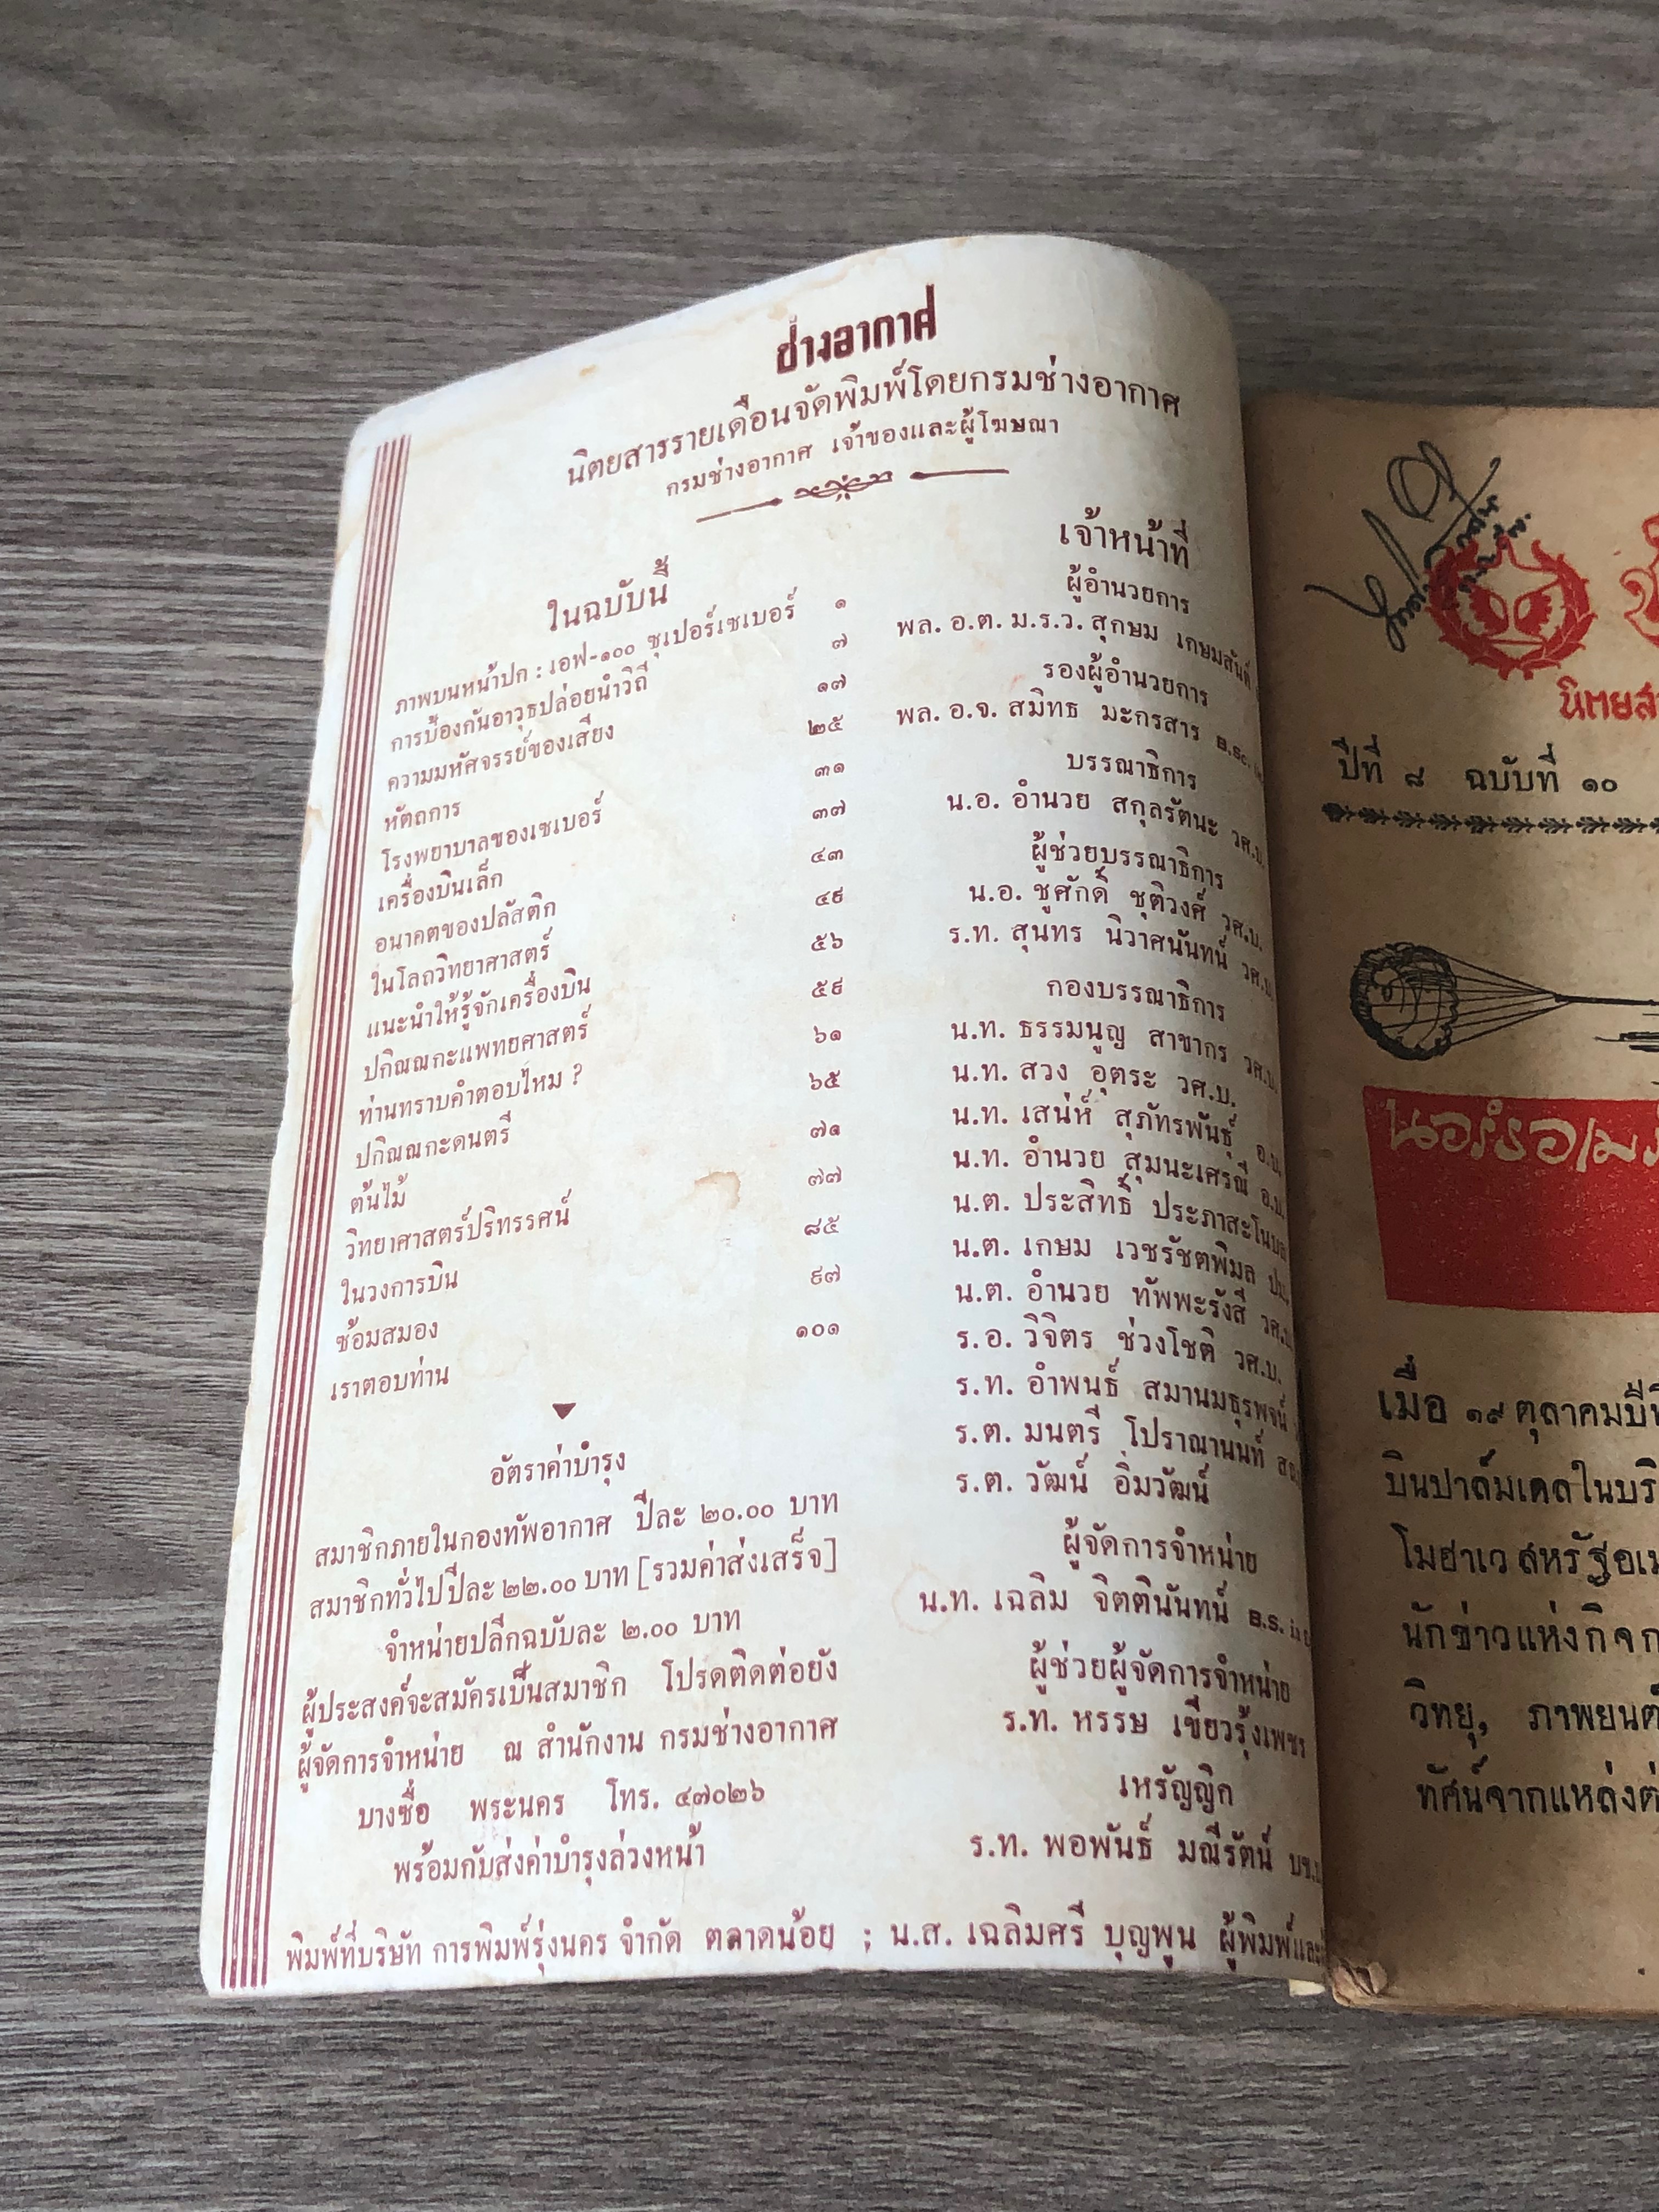 ช่างอากาศ
นิตยสารรายเดือนจัดพิมพ์โดยกรมช่างอากาศ
กรมช่างอากาศ เจ้าของและผู้โฆษณา
ในฉบับนี้
ภาพบนหน้าปก : เอฟ-๑๐๐ ซุเปอร์เซเบอร์ ๑
การป้องกันอาวุธปล่อยนำวิถี ๗
ความมหัศจรรย์ของเสียง ๑๗
หัตถการ ๒๕
โรงพยาบาลของเซเบอร์ ๓๑
เครื่องบินเล็ก ๓๗
อนาคตของปลัสติก ๔๓
ในโลกวิทยาศาสตร์ ๔๙
แนะนำให้รู้จักเครื่องบิน ๕๖
ปกิณณกะแพทยศาสตร์ ๕๙
ท่านทราบคำตอบไหม ? ๖๑
ปกิณณกะดนตรี ๖๕
ต้นไม้ ๗๑
วิทยาศาสตร์ปริทรรศน์ ๗๗
ในวงการบิน ๘๕
ซ้อมสมอง ๙๗
เราตอบท่าน ๑๐๑
อัตราค่าบำรุง
สมาชิกภายในกองทัพอากาศ ปีละ ๒๐.๐๐ บาท
สมาชิกทั่วไปปีละ ๒๒.๐๐ บาท [รวมค่าส่งเสร็จ]
จำหน่ายปลีกฉบับละ ๒.๐๐ บาท
ผู้ประสงค์จะสมัครเป็นสมาชิก โปรดติดต่อยัง
ผู้จัดการจำหน่าย ณ สำนักงาน กรมช่างอากาศ
บางซื่อ พระนคร โทร. ๔๗๐๒๖
พร้อมกับส่งค่าบำรุงล่วงหน้า
เจ้าหน้าที่
ผู้อำนวยการ
พล. อ.ต. ม.ร.ว. สุกษม เกษมสันต์
รองผู้อำนวยการ
พล. อ.จ. สมิทธ มะกรสาร B.Sc.
บรรณาธิการ
น.อ. อำนวย สกุลรัตนะ วศ.บ.
ผู้ช่วยบรรณาธิการ
น.อ. ชูศักดิ์ ชุติวงศ์ วศ.บ.
ร.ท. สุนทร นิวาศนันทน์ วศ.บ.
กองบรรณาธิการ
น.ท. ธรรมนูญ สาขากร วศ.บ.
น.ท. สวง อุตระ วศ.บ.
น.ท. เสน่ห์ สุภัทรพันธุ์ อ.บ.
น.ท. อำนวย สุมนะเศรณี อ.บ.
น.ต. ประสิทธิ์ ประภาสะโนบล
น.ต. เกษม เวชรัชตพิมล
น.ต. อำนวย ทัพพะรังสี วศ.บ.
ร.อ. วิจิตร ช่วงโชติ วศ.บ.
ร.ท. อำพนธ์ สมานมธุรพจน์
ร.ต. มนตรี โปราณานนท์
ร.ต. วัฒน์ อิ่มวัฒน์
ผู้จัดการจำหน่าย
น.ท. เฉลิม จิตตินันทน์ B.S. in
ผู้ช่วยผู้จัดการจำหน่าย
ร.ท. หรรษ เขียวรุ้งเพชร
เหรัญญิก
ร.ท. พอพันธ์ มณีรัตน์
พิมพ์ที่บริษัท การพิมพ์รุ่งนคร จำกัด ตลาดน้อย ; น.ส. เฉลิมศรี บุญพูน ผู้พิมพ์และ
ปีที่ ๘ ฉบับที่ ๑๐
เมื่อ ๑๙ ตุลาคม
บินปาล์มเดลในบริ
โมฮาเว สหรัฐอเม
นักข่าวแห่งกิจก
วิทยุ, ภาพยนต
ทัศน์จากแหล่งต่